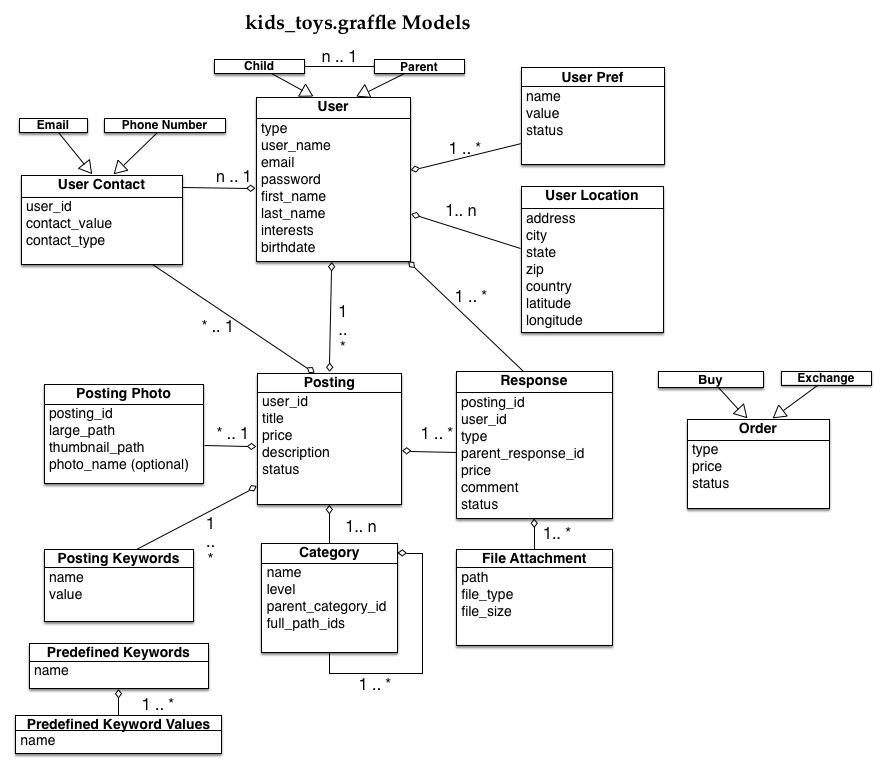 kids_toys.graffle Models
Child
n .. 1
Parent
User
type
user_name
email
password
first_name
last_name
interests
birthdate
User Pref
name
value
status
1 .. *
Email
Phone Number
User Contact
user_id
contact_value
contact_type
n .. 1
User Location
address
city
state
zip
country
latitude
longitude
1.. n
* .. 1
1
..
*
1 .. *
Posting Photo
posting_id
large_path
thumbnail_path
photo_name (optional)
* .. 1
Posting
user_id
title
price
description
status
1 .. *
Response
posting_id
user_id
type
parent_response_id
price
comment
status
Buy
Exchange
Order
type
price
status
1
..
*
1.. n
1.. *
Posting Keywords
name
value
Category
name
level
parent_category_id
full_path_ids
1 .. *
File Attachment
path
file_type
file_size
Predefined Keywords
name
1 .. *
Predefined Keyword Values
name